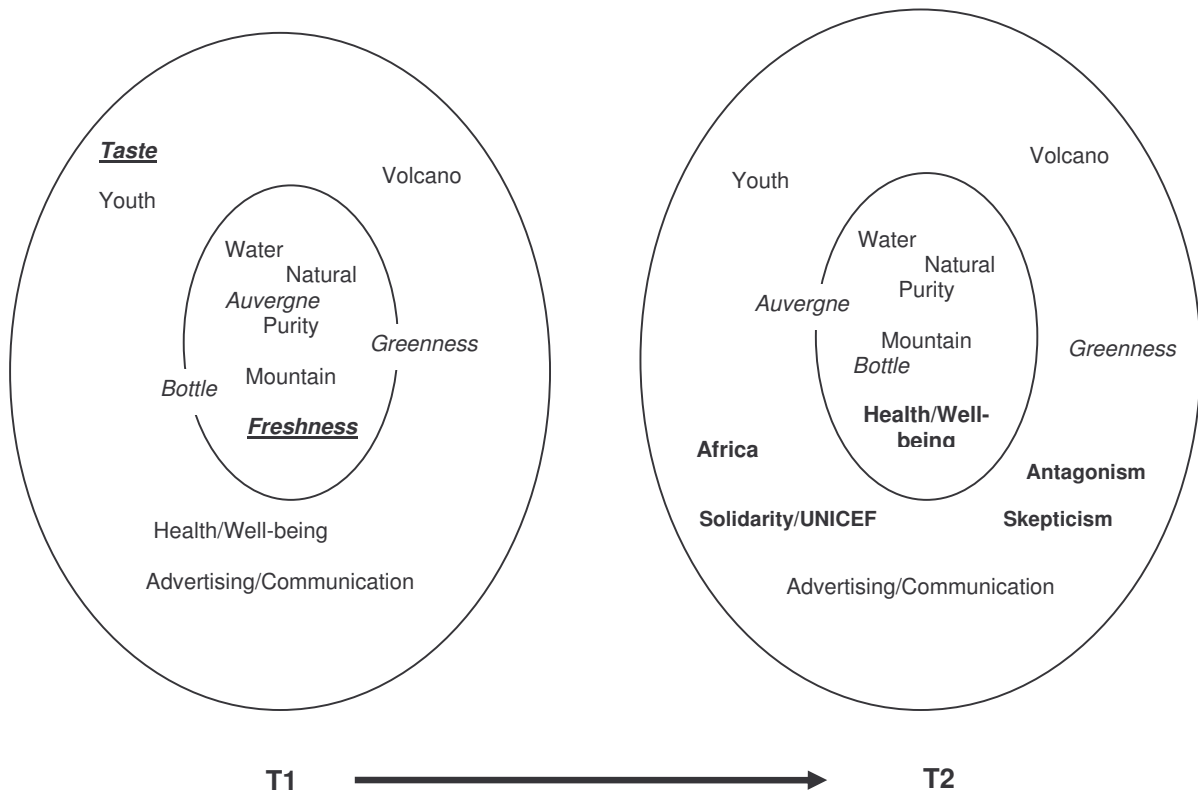 Taste
Youth
Volcano
Water
Natural
Auvergne
Purity
Greenness
Mountain
Bottle
Freshness
Health/Well-being
Advertising/Communication
Youth
Volcano
Water
Natural
Purity
Auvergne
Mountain
Greenness
Bottle
Health/Well-
being
Africa
Antagonism
Solidarity/UNICEF
Skepticism
Advertising/Communication
T1
T2